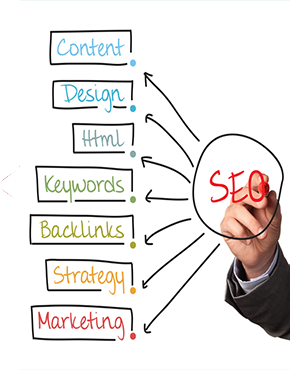 Content
Design
Html
Keywords
Backlinks
Strategy
Marketing
SEO